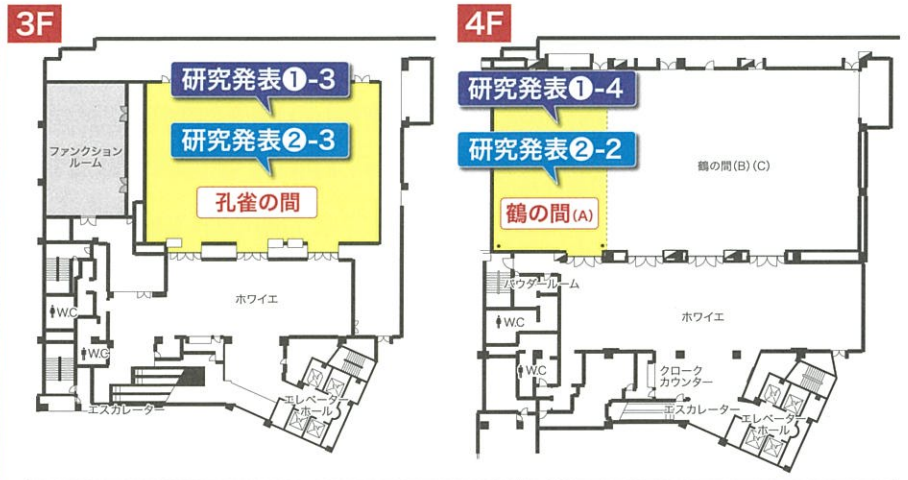 3F
研究発表❶-3
研究発表❷-3
ファンクション
ルーム
孔雀の間
ホワイエ
W.C
W.C
エスカレーター
エレベーター
ホール
4F
研究発表❶-4
研究発表❷-2
鶴の間(B)(C)
鶴の間(A)
パウダールーム
ホワイエ
W.C
W.C
クローク
カウンター
エスカレーター
エレベーター
ホール